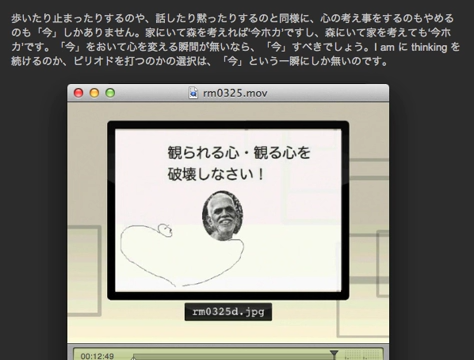 歩いたり止まったりするのや、話したり黙ったりするのと同様に、心の考え事をするのもやめる
のも「今」しかありません。家にいて森を考えれば‘今ホカ’ですし、森にいて家を考えても‘今ホ
カ’です。「今」をおいて心を変える瞬間が無いなら、「今」すべきでしょう。I am に thinking を
続けるのか、ピリオドを打つのかの選択は、「今」という一瞬にしか無いのです。
rm0325.mov
観られる心・観る心を
破壊しなさい！
rm0325d.jpg
00:12:49